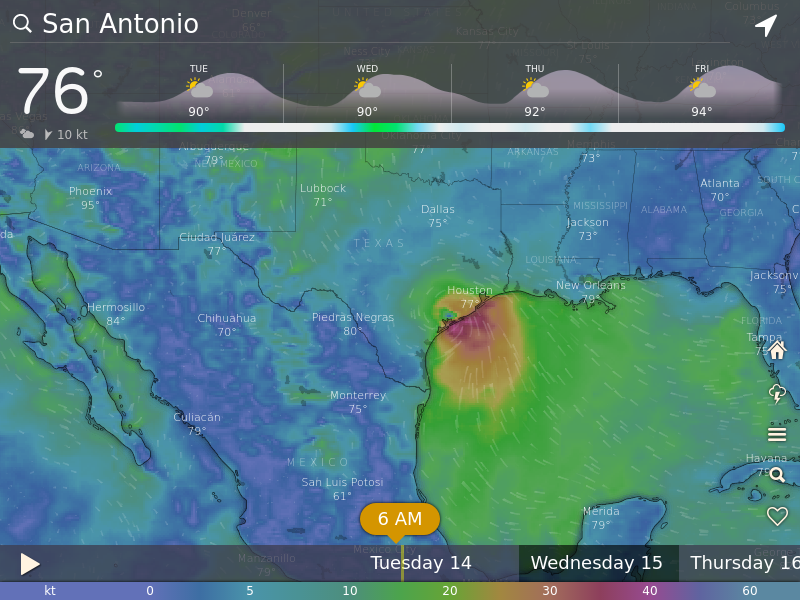 San Antonio
Denver
Kansas City
Columbus
Ness City
St Louis
76°
10 kt
TUE
90°
WED
90°
THU
92°
FRI
94°
Albuquerque
79°
ARIZONA
NEW MEXICO
77
ARKANSAS
73°
Phoenix
95°
Lubbock
71°
Atlanta
70°
SOUTH C
Dallas
75°
MISSISSIPPI
ALABAMA
GEORGIA
Jackson
73°
da
Ciudad Juárez
77°
TEXAS
LOUISIANA
Jacksonv
75°
Houston
77°
New Orleans
79°
Hermosillo
84°
Chihuahua
70°
Piedras Negras
80°
FLORIDA
Tampa
75°
Monterrey
75°
Culiacán
79°
MEXICO
San Luis Potosi
61°
Havana
79°
Mérida
79°
6 AM
Mexico City
Manzanillo
79°
Tuesday 14
Wednesday 15
Thursday 16
kt 0 5 10 20 30 40 60